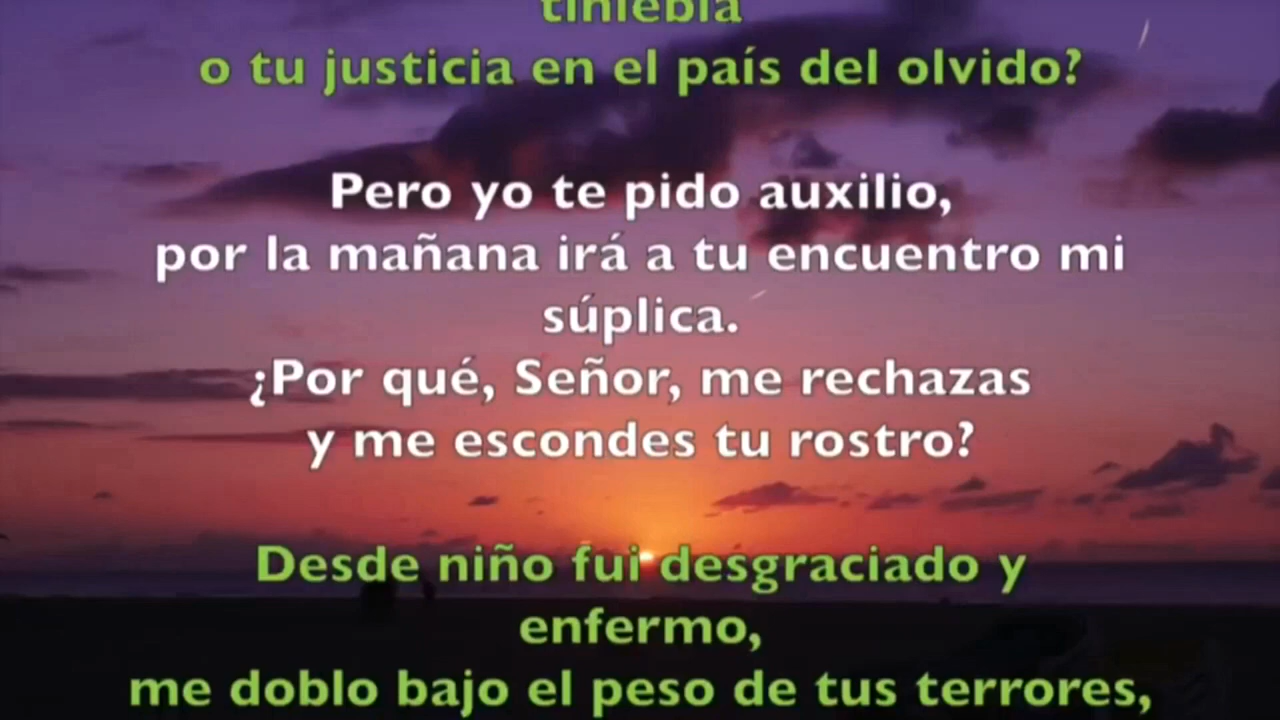 tiniebla
o tu justicia en el país del olvido?
Pero yo te pido auxilio,
por la mañana irá a tu encuentro mi
súplica.
¿Por qué, Señor, me rechazas
y me escondes tu rostro?
Desde niño fui desgraciado y
enfermo,
me doblo bajo el peso de tus terrores,